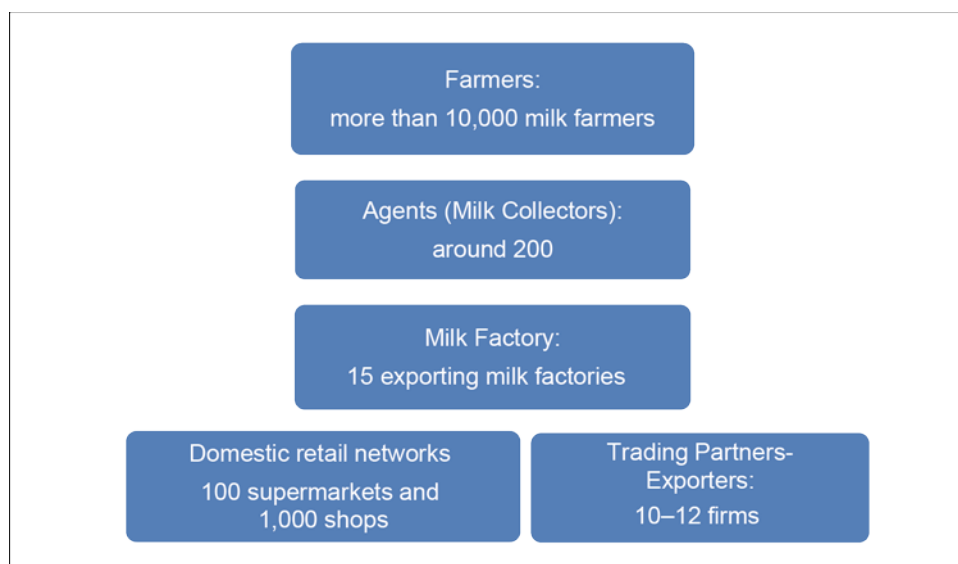 Farmers:
more than 10,000 milk farmers
Agents (Milk Collectors):
around 200
Milk Factory:
15 exporting milk factories
Domestic retail networks
100 supermarkets and
1,000 shops
Trading Partners-
Exporters:
10–12 firms